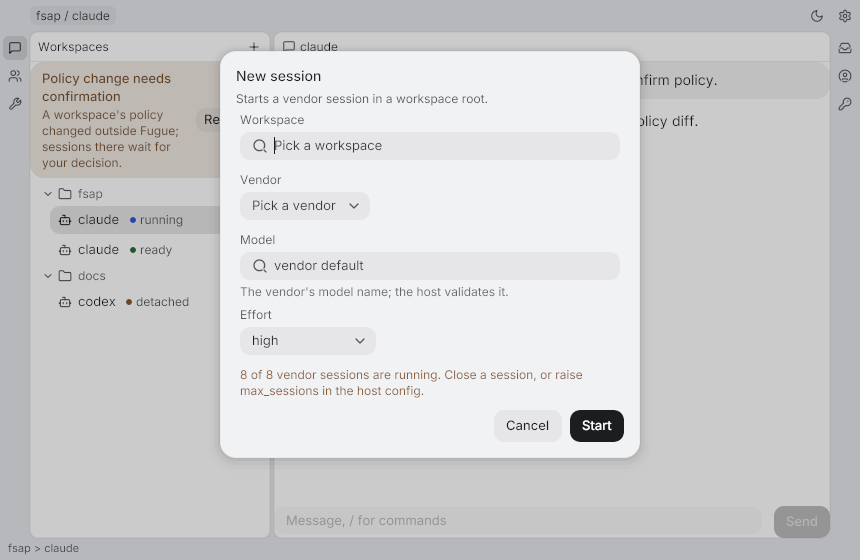 fsap / claude
Workspaces
claude
Policy change needs
confirmation
A workspace's policy
changed outside Fugue;
sessions there wait for
your decision.
Re
nfirm policy.
olicy diff.
fsap
claude running
claude ready
docs
codex detached
New session
Starts a vendor session in a workspace root.
Workspace
Pick a workspace
Vendor
Pick a vendor
Model
vendor default
The vendor's model name; the host validates it.
Effort
high
8 of 8 vendor sessions are running. Close a session, or raise
max_sessions in the host config.
Cancel
Start
Message, / for commands
Send
fsap > claude